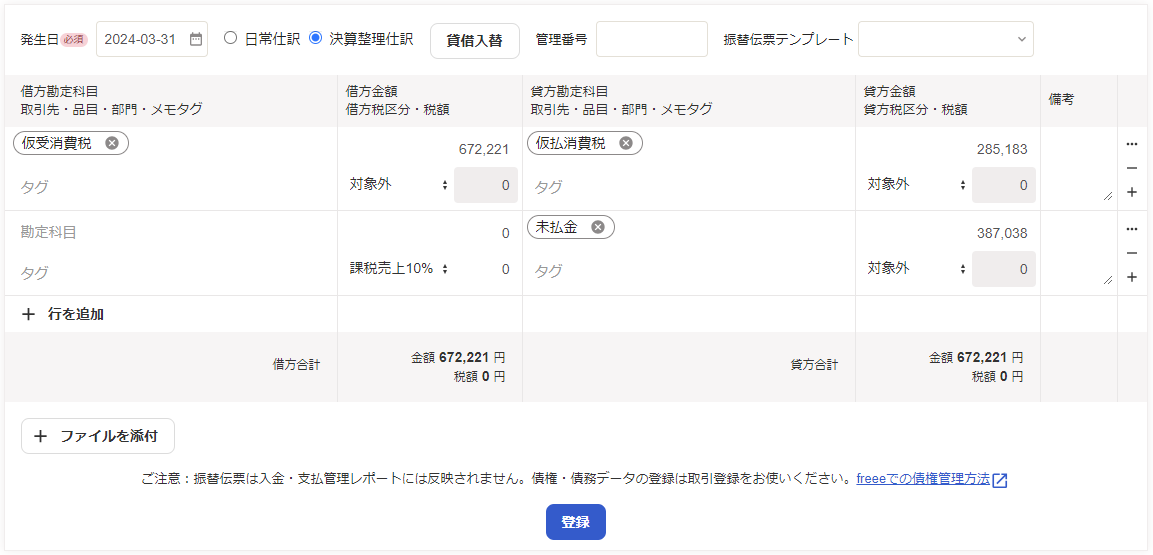 発生日 必須 2024-03-31 日常仕訳 決算整理仕訳 貸借入替 管理番号 振替伝票テンプレート
借方勘定科目 借方金額 貸方勘定科目 貸方金額 備考
取引先・品目・部門・メモタグ 借方税区分・税額 取引先・品目・部門・メモタグ 貸方税区分・税額
仮受消費税 672,221 仮払消費税 285,183
タグ 対象外 0 タグ 対象外 0
勘定科目 0 未払金 387,038
タグ 課税売上10% 0 タグ 対象外 0
+ 行を追加
借方合計 金額 672,221 円 貸方合計 金額 672,221 円
税額 0 円 税額 0 円
+ ファイルを添付
ご注意：振替伝票は入金・支払管理レポートには反映されません。債権・債務データの登録は取引登録をお使いください。freeeでの債権管理方法
登録